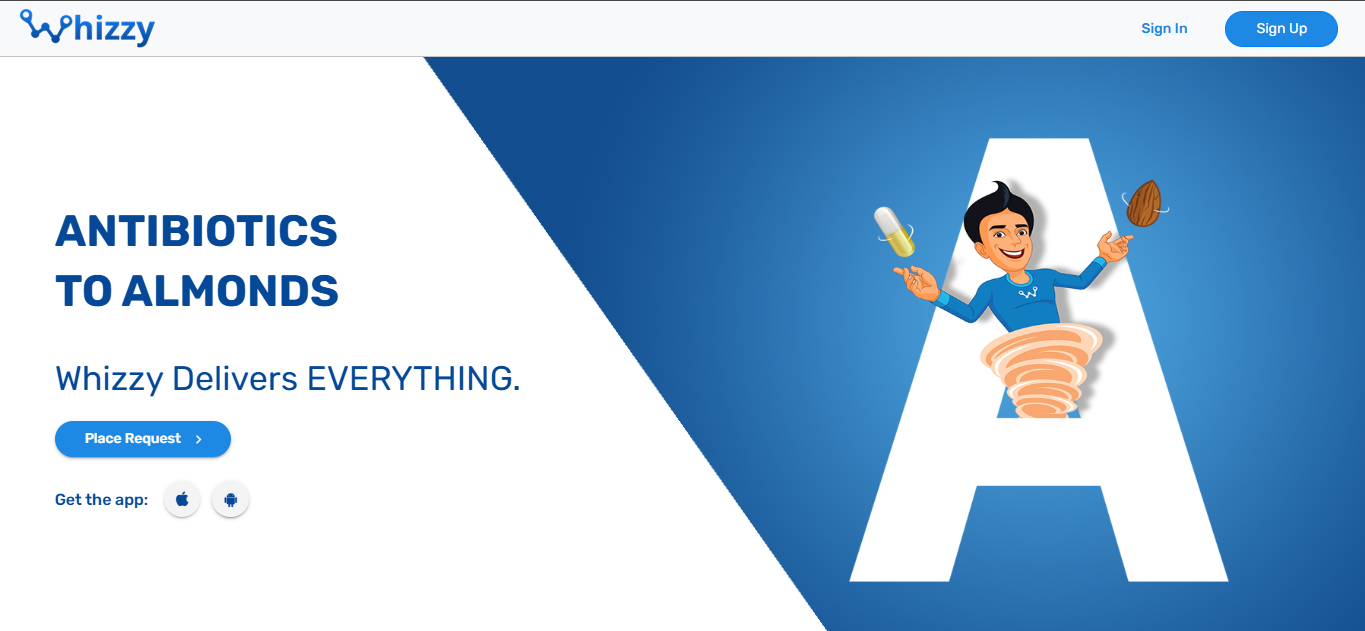 Whizzy
Sign In
Sign Up
ANTIBIOTICS
TO ALMONDS
Whizzy Delivers EVERYTHING.
Place Request
Get the app:
A